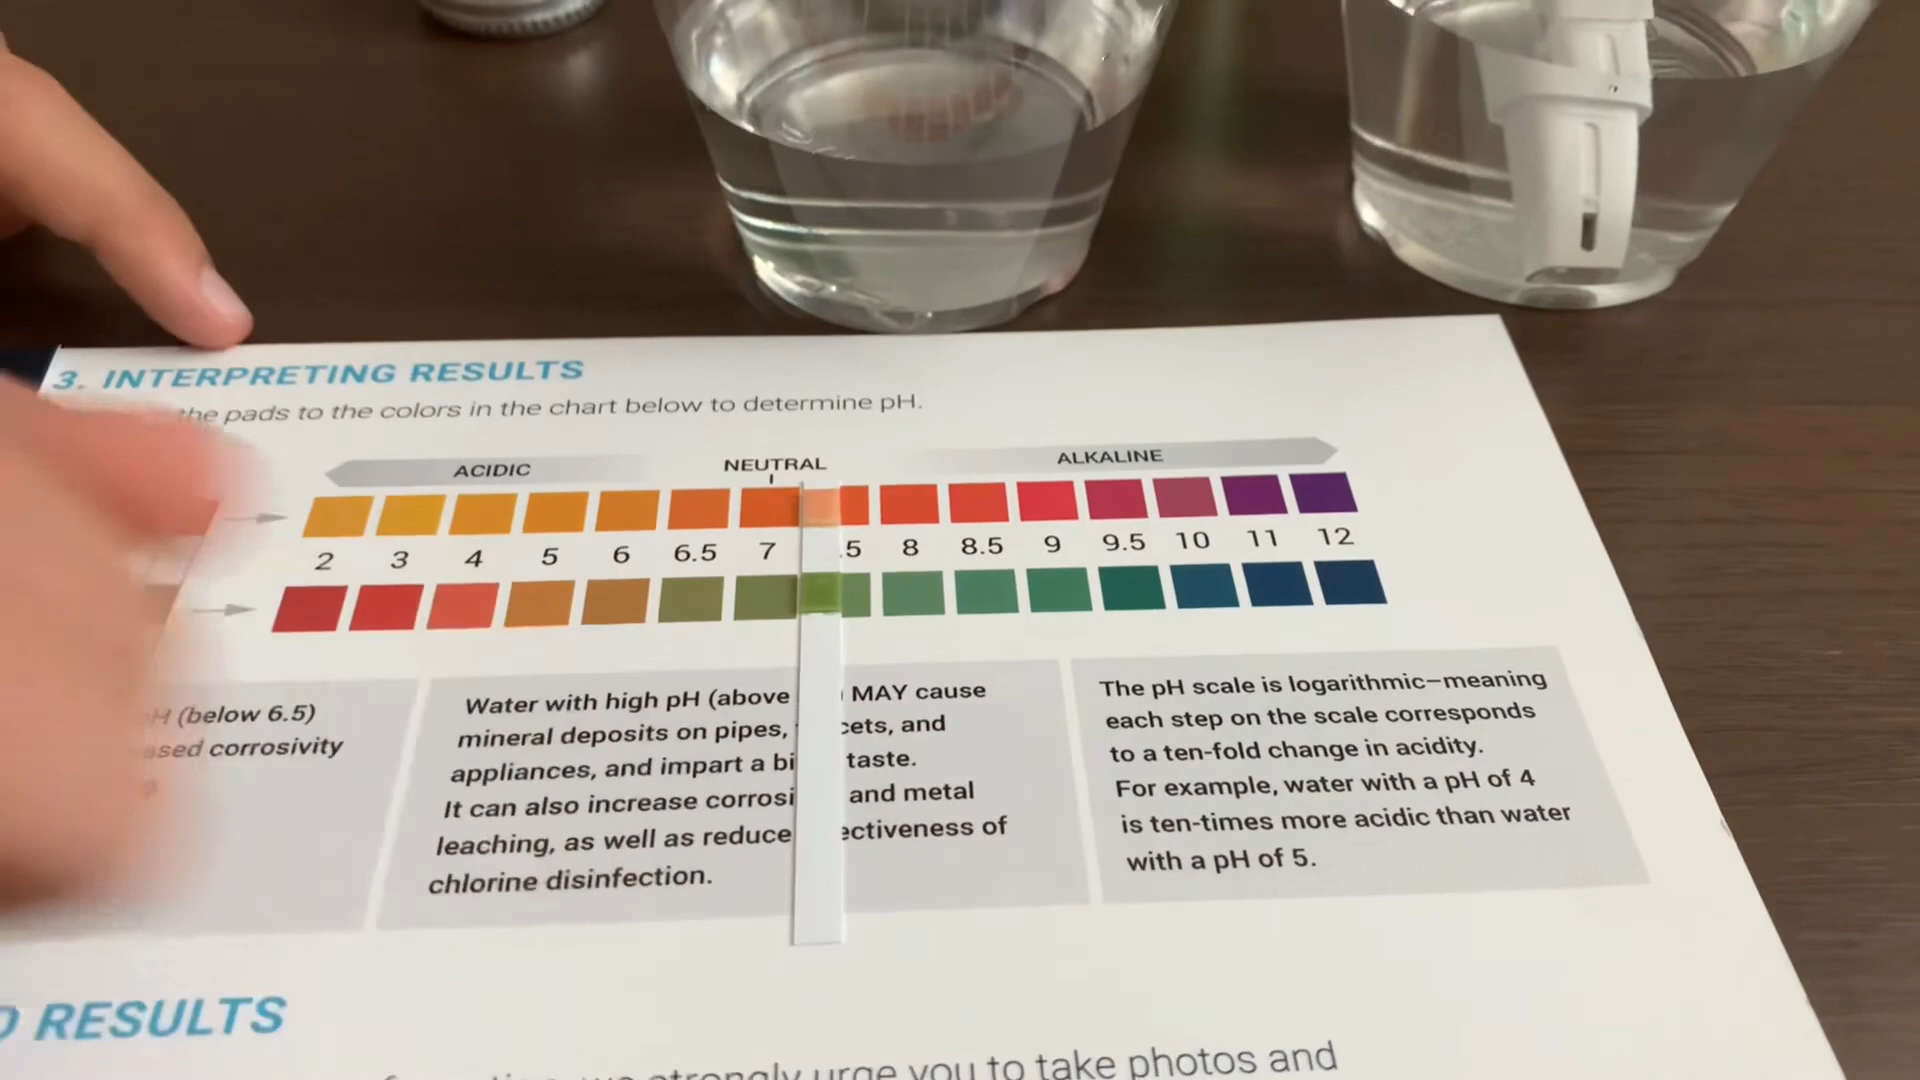 3. INTERPRETING RESULTS
the pads to the colors in the chart below to determine pH.
ACIDIC NEUTRAL ALKALINE
2 3 4 5 6 6.5 7 .5 8 8.5 9 9.5 10 11 12
(below 6.5)
corrosivity
Water with high pH (above MAY cause
mineral deposits on pipes, cets, and
appliances, and impart a bi taste.
It can also increase corrosi and metal
leaching, as well as reduce ectiveness of
chlorine disinfection.
The pH scale is logarithmic—meaning
each step on the scale corresponds
to a ten-fold change in acidity.
For example, water with a pH of 4
is ten-times more acidic than water
with a pH of 5.
RESULTS
strongly urge you to take photos and